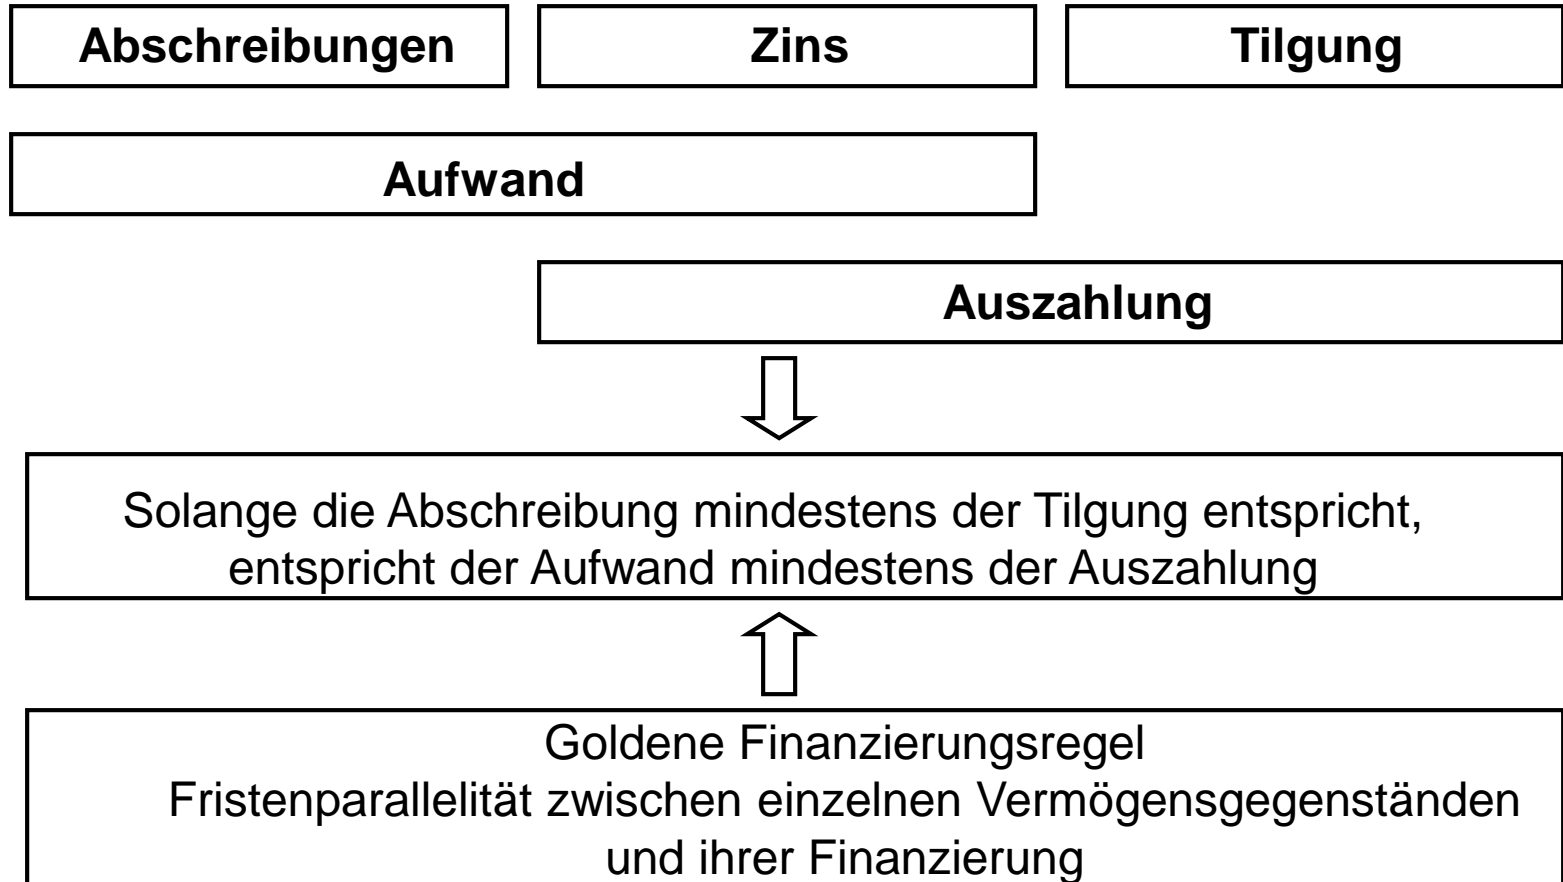 Abschreibungen
Zins
Tilgung
Aufwand
Auszahlung
Solange die Abschreibung mindestens der Tilgung entspricht,
entspricht der Aufwand mindestens der Auszahlung
Goldene Finanzierungsregel
Fristenparallelität zwischen einzelnen Vermögensgegenständen
und ihrer Finanzierung